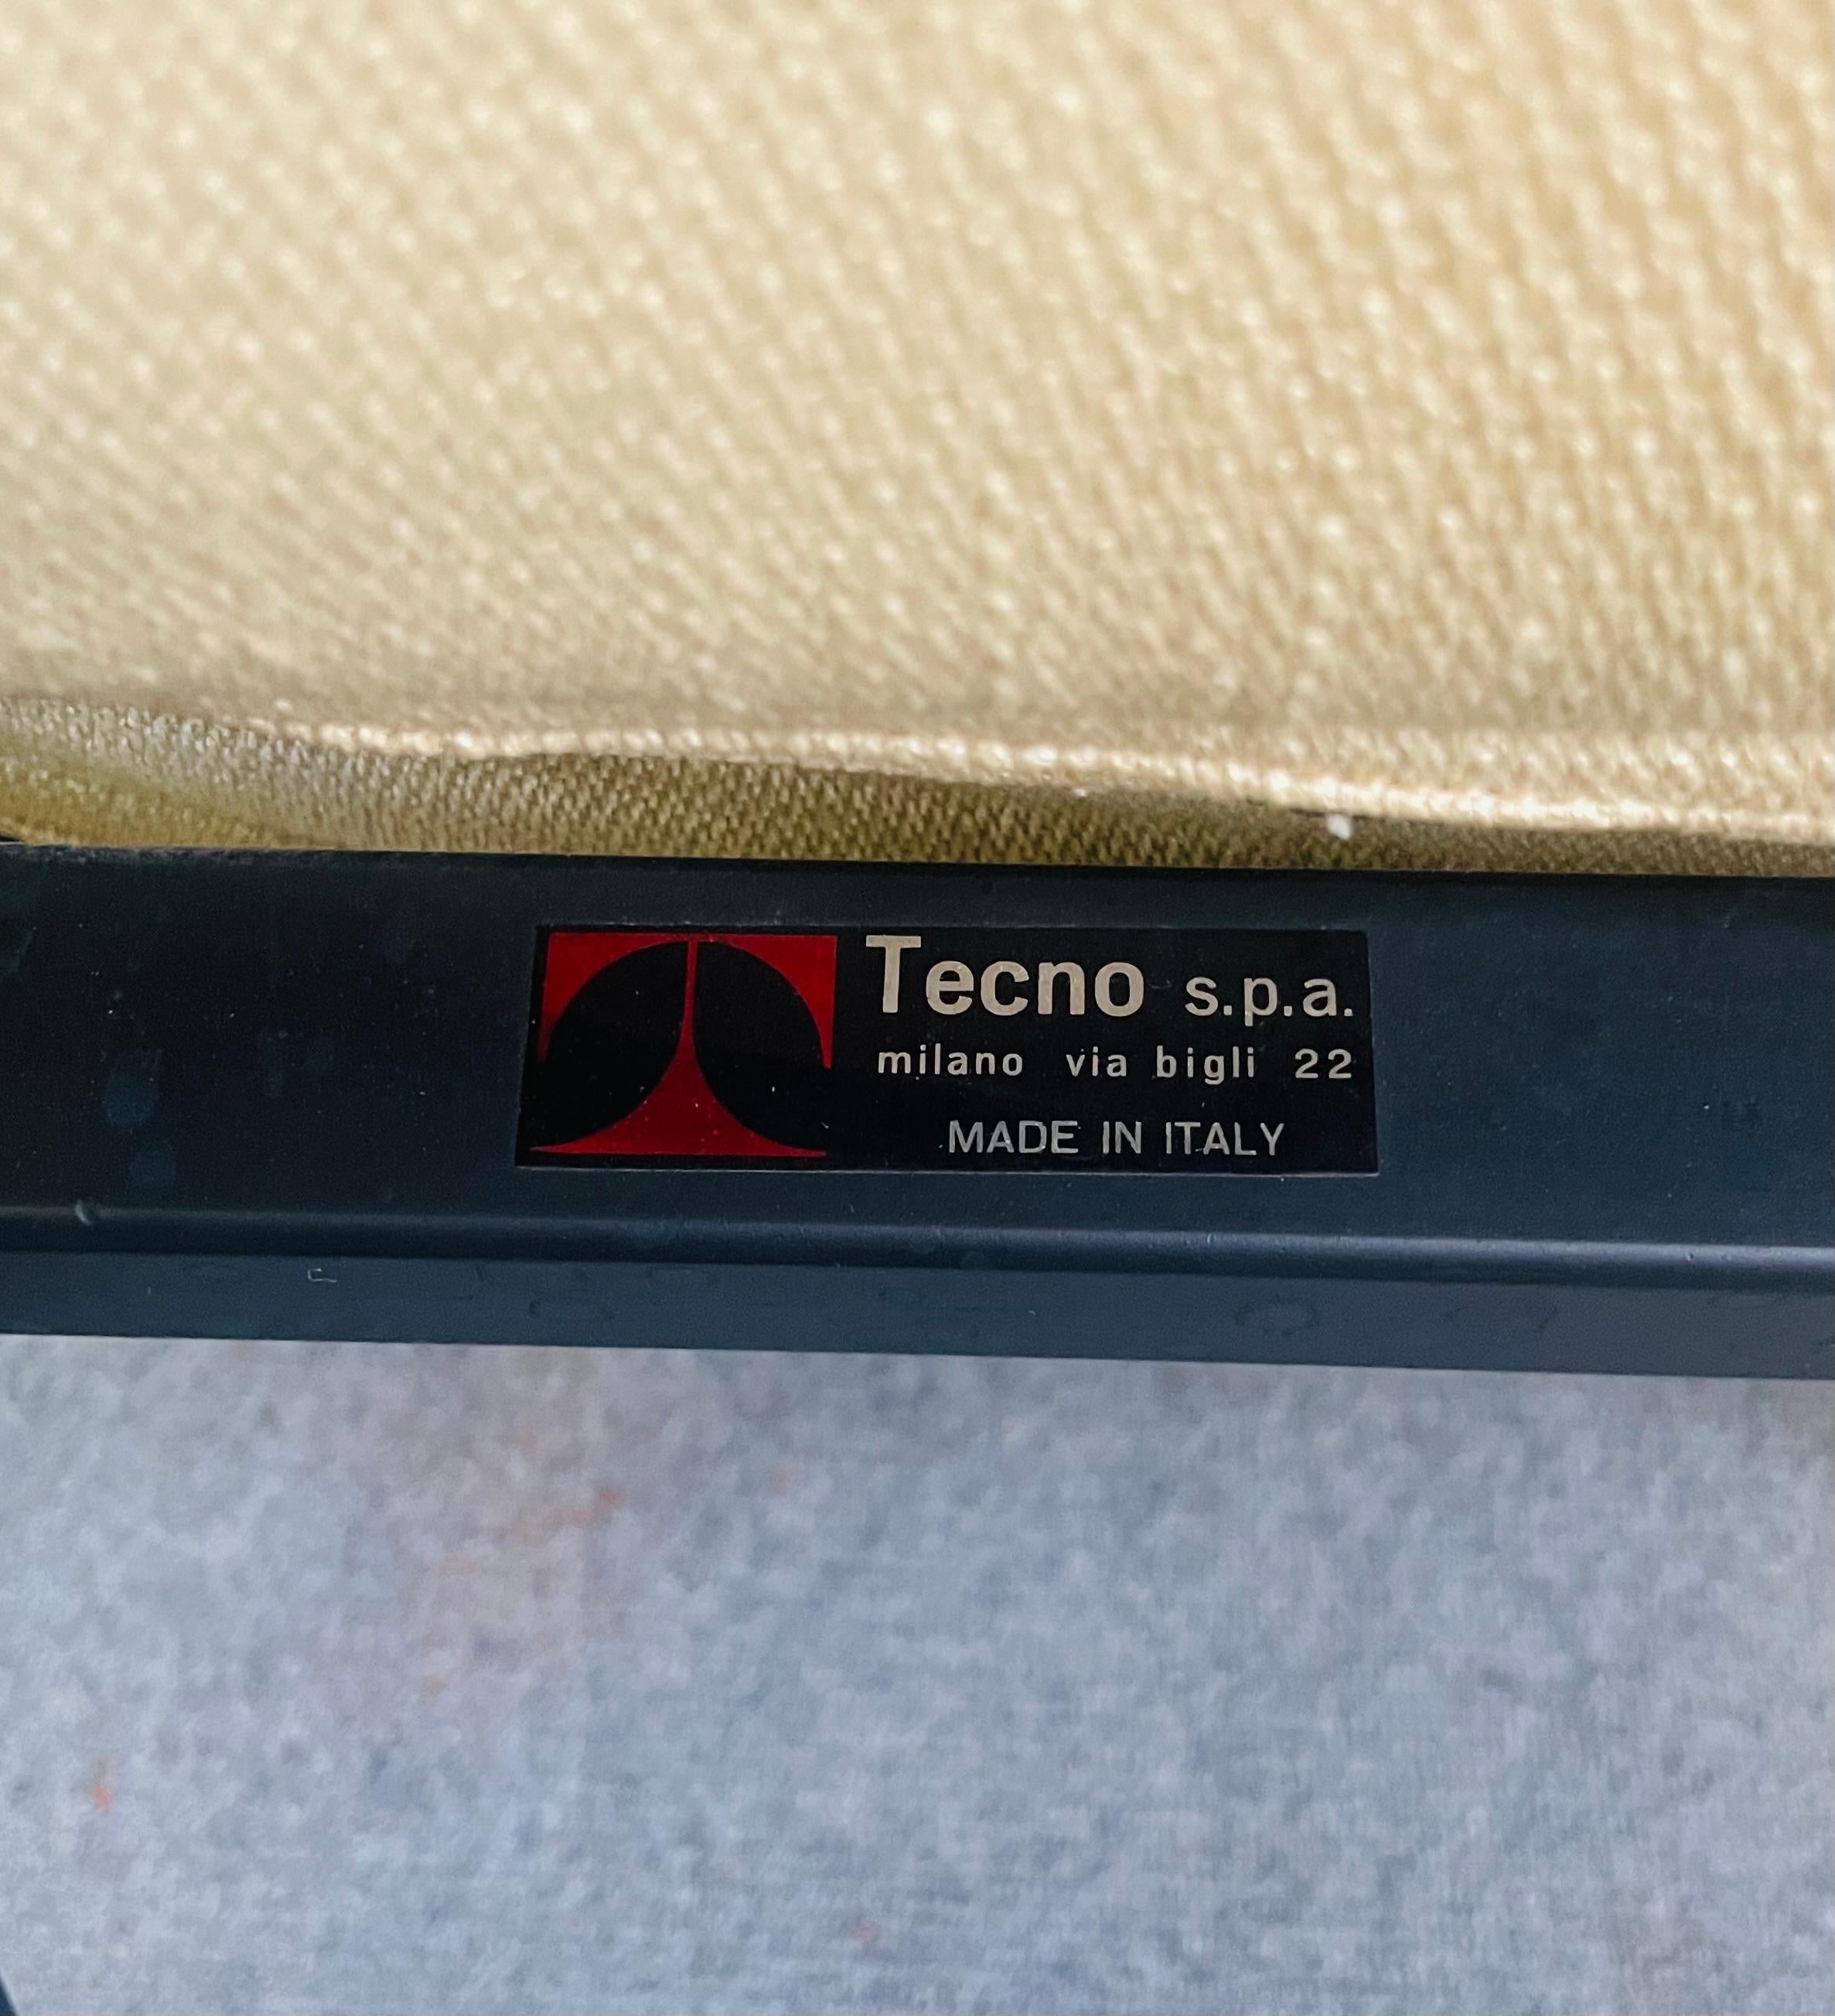 Tecno s.p.a.
milano via bigli 22
MADE IN ITALY